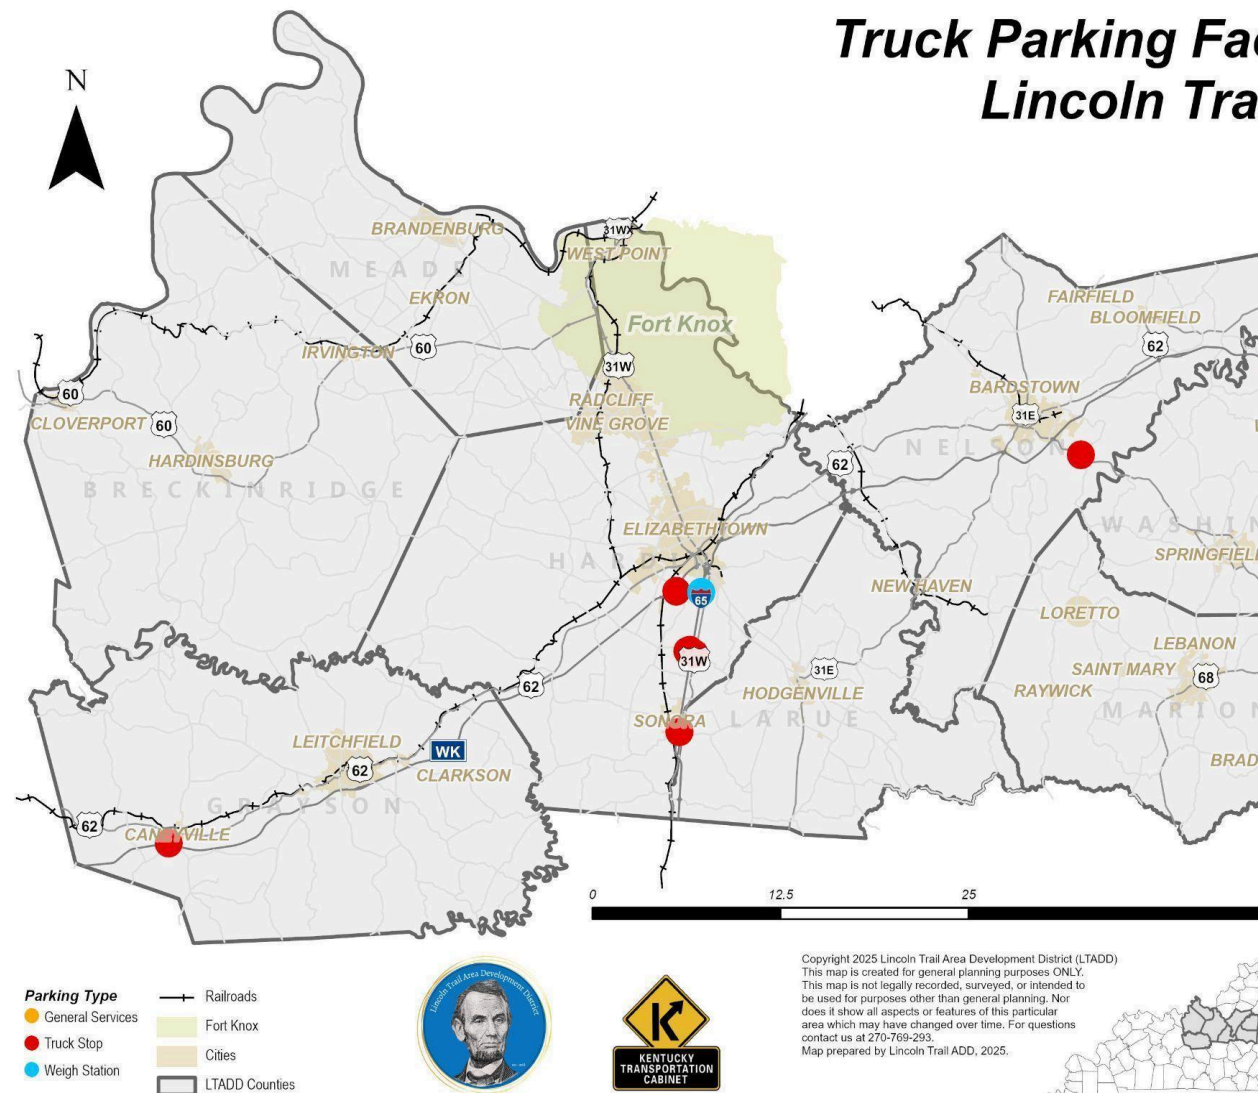 Truck Parking Fac
Lincoln Tra
N
BRANDENBURG
31WX
WEST POINT
MEADE
EKRON
FAIRFIELD
BLOOMFIELD
Fort Knox
IRVINGTON
60
62
31W
BARDSTOWN
60
RADCLIFF
31E
CLOVERPORT
60
VINE GROVE
NELSON
HARDINSBURG
62
BRECKINRIDGE
ELIZABETHTOWN
WASHIN
HARD
SPRINGFIEL
NEW HAVEN
65
LORETTO
LEBANON
31W
31E
SAINT MARY
68
62
HODGENVILLE
RAYWICK
SONORA
LARUE
MARION
LEITCHFIELD
WK
62
CLARKSON
BRAD
GRAYSON
62
CANEYVILLE
0
12.5
25
Parking Type
General Services
Truck Stop
Weigh Station
Railroads
Fort Knox
Cities
LTADD Counties
Lincoln Trail Area Development District
KENTUCKY
TRANSPORTATION
CABINET
Copyright 2025 Lincoln Trail Area Development District (LTADD)
This map is created for general planning purposes ONLY.
This map is not legally recorded, surveyed, or intended to
be used for purposes other than general planning. Nor
does it show all aspects or features of this particular
area which may have changed over time. For questions
contact us at 270-769-293.
Map prepared by Lincoln Trail ADD, 2025.